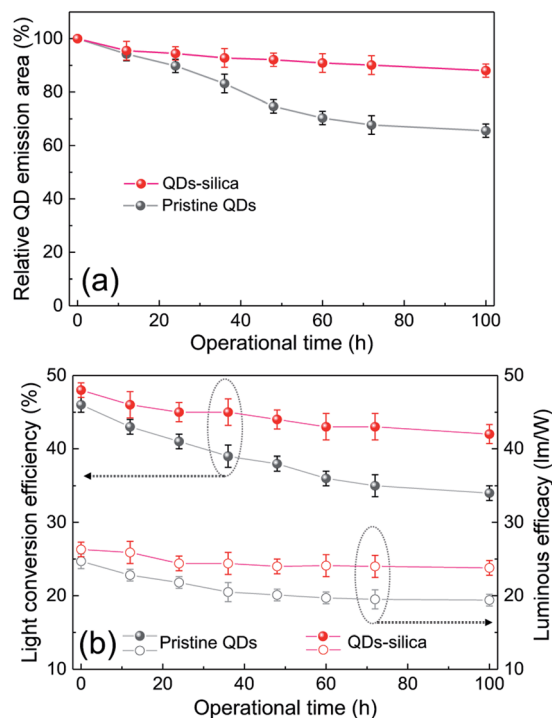 Relative QD emission area (%)
100
80
60
40
20
0
QDs-silica
Pristine QDs
(a)
0 20 40 60 80 100
Operational time (h)
Light conversion efficiency (%)
50
40
30
20
10
50
40
30
20
10
Luminous efficacy (lm/W)
(b)
Pristine QDs QDs-silica
0 20 40 60 80 100
Operational time (h)